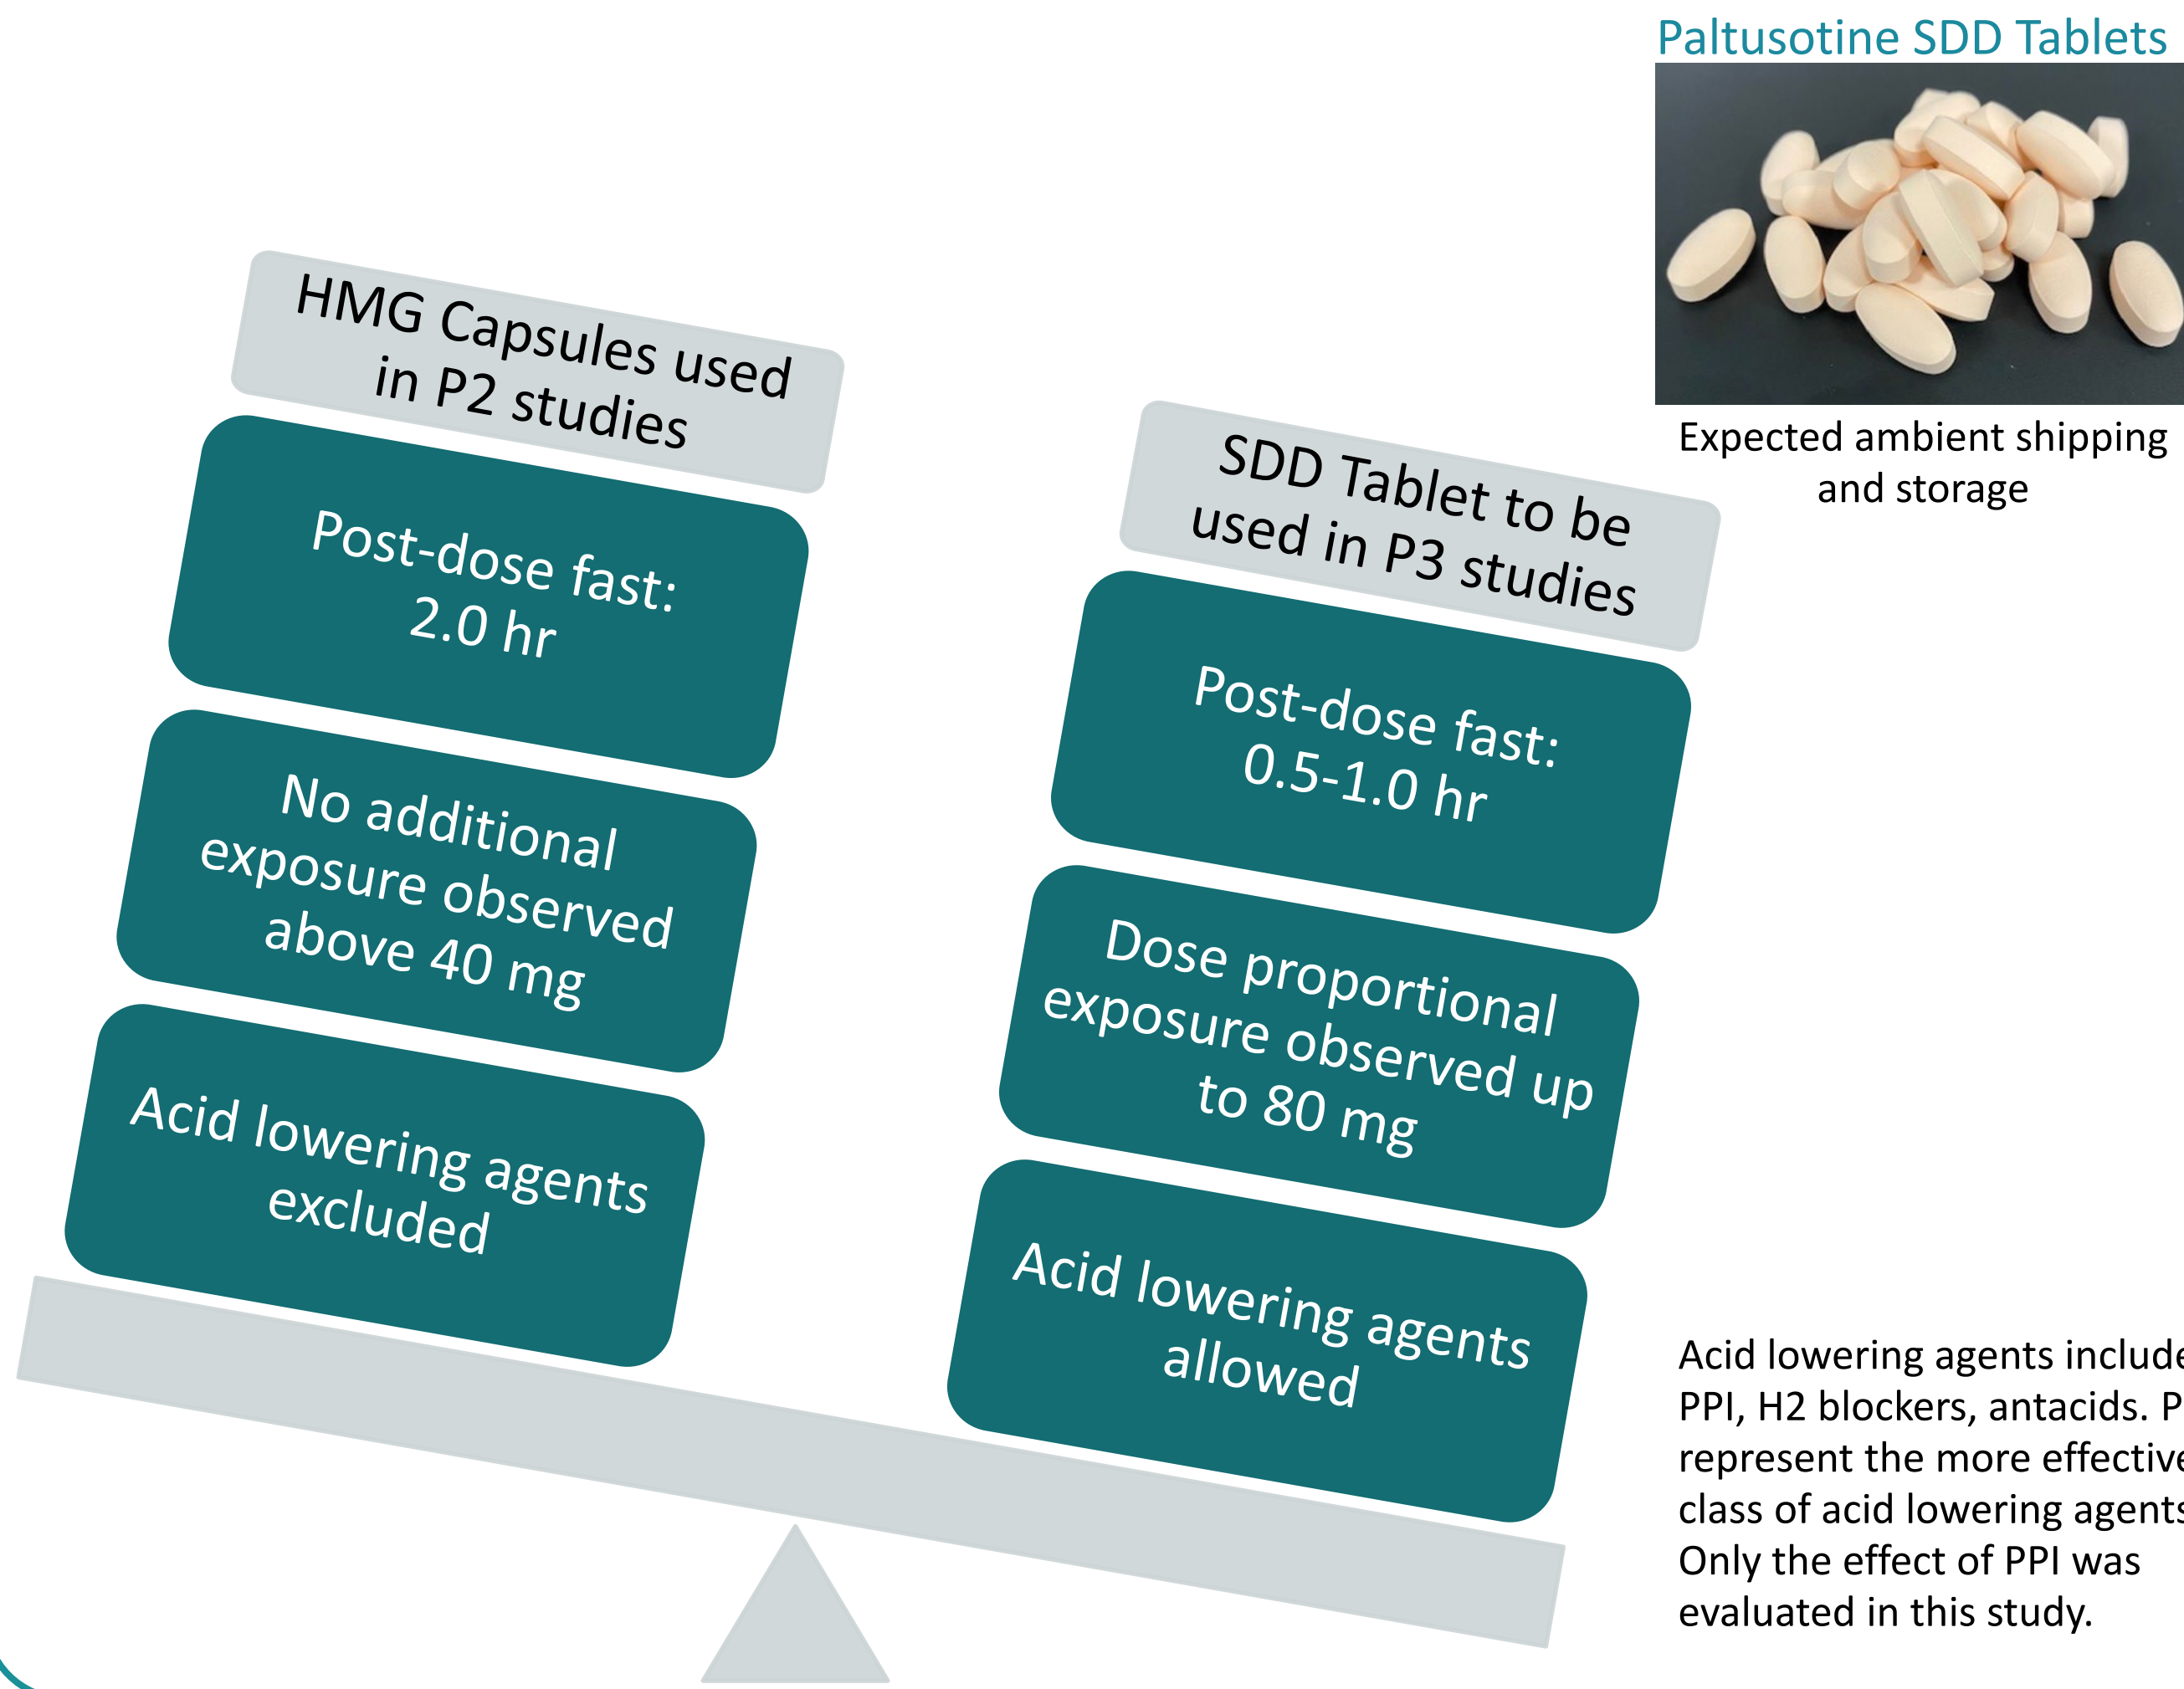 Paltusotine SDD Tablets
Expected ambient shipping
and storage
HMG Capsules used
in P2 studies
Post-dose fast:
2.0 hr
No additional
exposure observed
above 40 mg
Acid lowering agents
excluded
SDD Tablet to be
used in P3 studies
Post-dose fast:
0.5-1.0 hr
Dose proportional
exposure observed up
to 80 mg
Acid lowering agents
allowed
Acid lowering agents include
PPI, H2 blockers, antacids.
represent the more effective
class of acid lowering agents
Only the effect of PPI was
evaluated in this study.